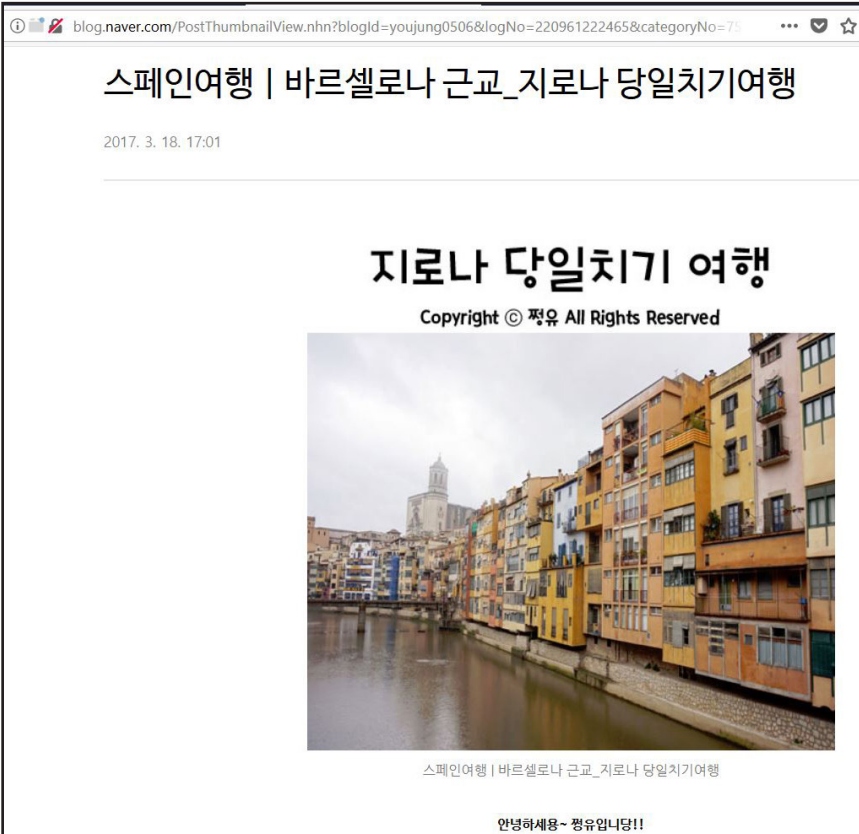 blog.naver.com/PostThumbnailView.nhn?blogId=youjung0506&logNo=220961222465&categoryNo=75
스페인여행 | 바르셀로나 근교_지로나 당일치기여행
2017. 3. 18. 17:01
지로나 당일치기 여행
Copyright ⓒ 쩡유 All Rights Reserved
스페인여행 | 바르셀로나 근교_지로나 당일치기여행
안녕하세용~ 쩡유입니당!!